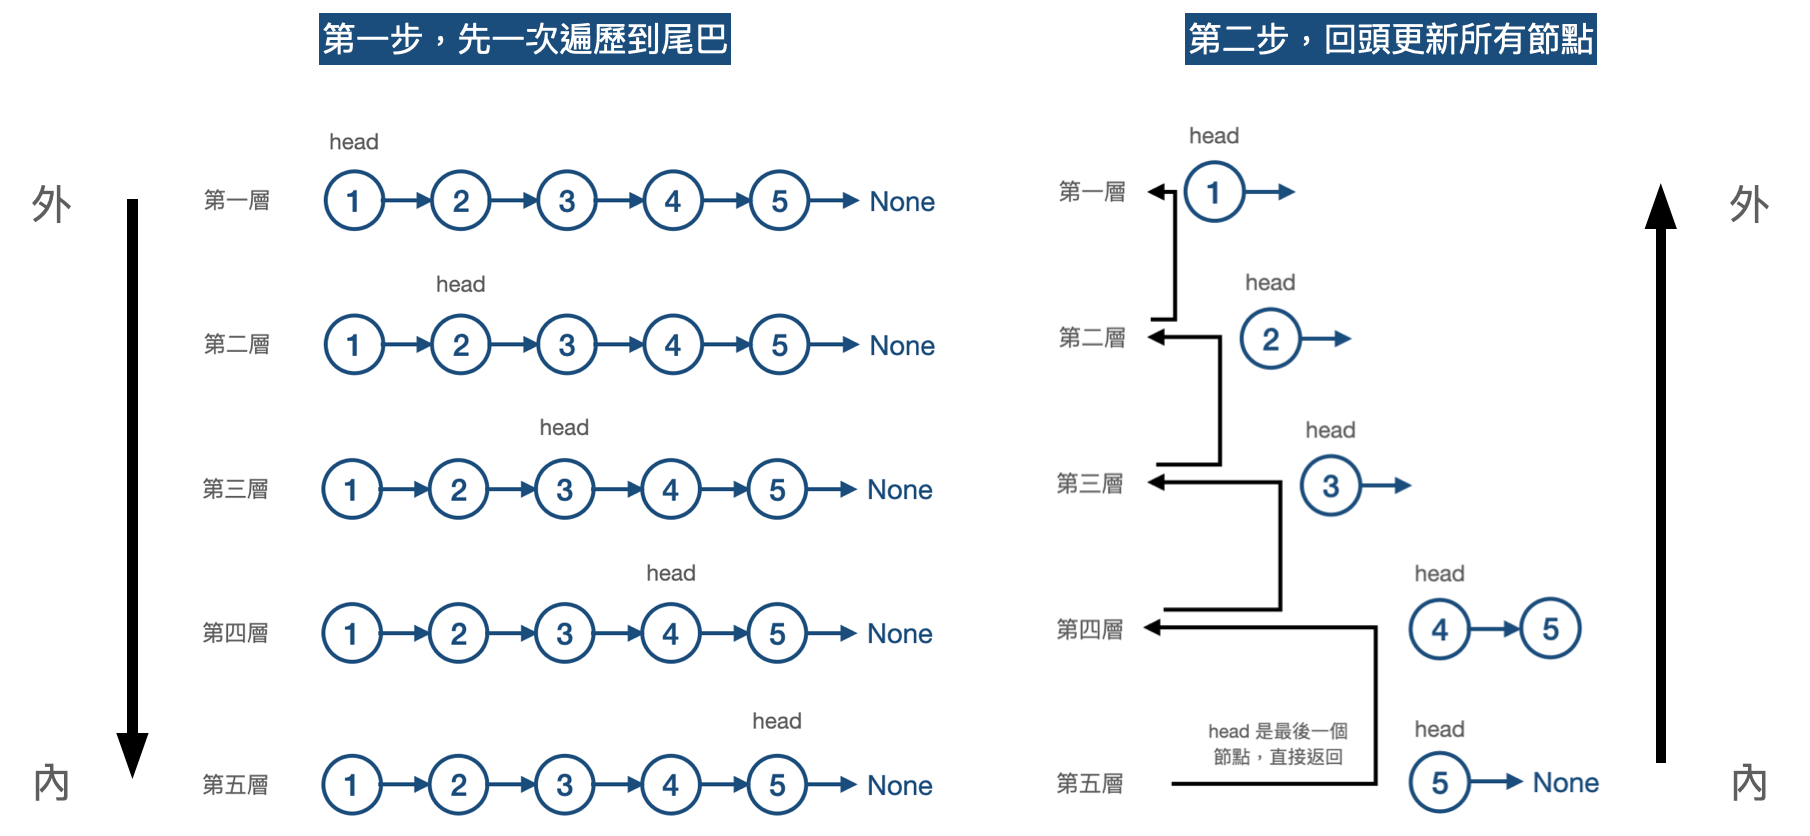 第一步，先一次遍歷到尾巴
外
內
head
第一層 1 2 3 4 5 None
head
第二層 1 2 3 4 5 None
head
第三層 1 2 3 4 5 None
head
第四層 1 2 3 4 5 None
head
第五層 1 2 3 4 5 None
第二步，回頭更新所有節點
head
第一層 1
head
第二層 2
head
第三層 3
head
第四層 4 5
head 是最後一個
節點，直接返回
head
第五層 5 None
外
內